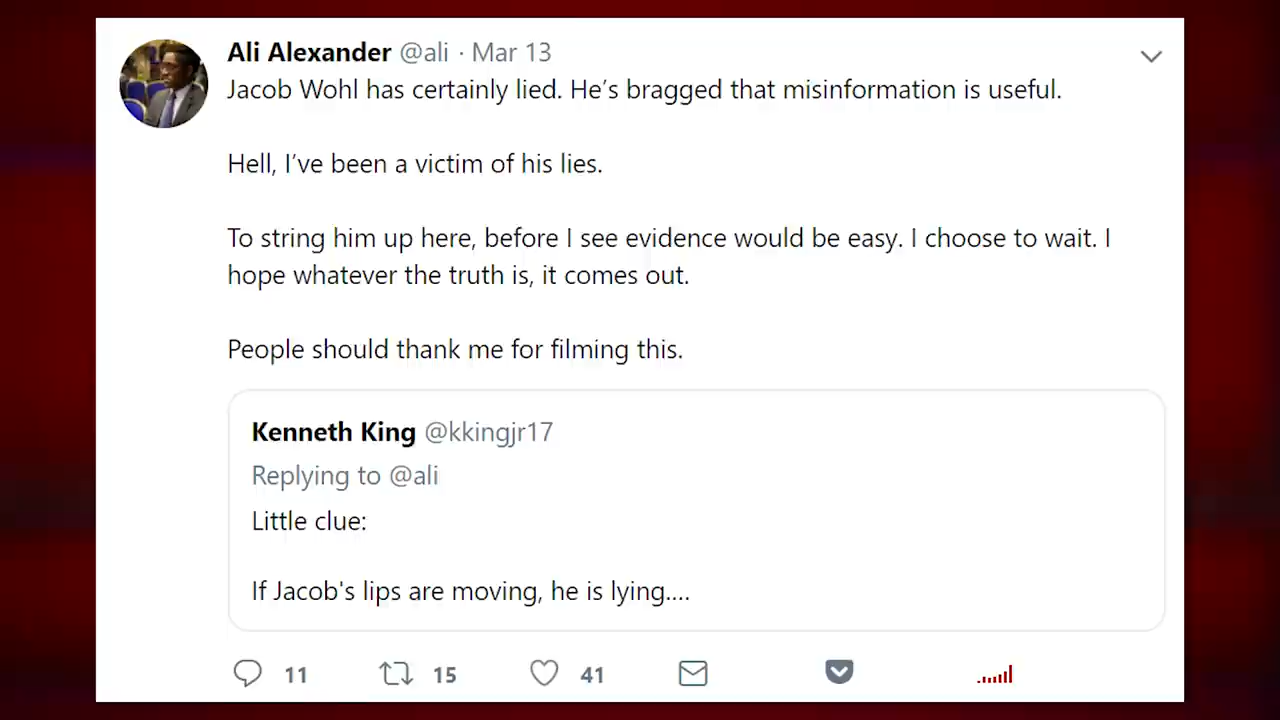 Ali Alexander @ali · Mar 13
Jacob Wohl has certainly lied. He’s bragged that misinformation is useful.
Hell, I’ve been a victim of his lies.
To string him up here, before I see evidence would be easy. I choose to wait. I
hope whatever the truth is, it comes out.
People should thank me for filming this.
Kenneth King @kkingjr17
Replying to @ali
Little clue:
If Jacob's lips are moving, he is lying....
11 15 41